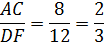 AC/DF = 8/12 = 2/3